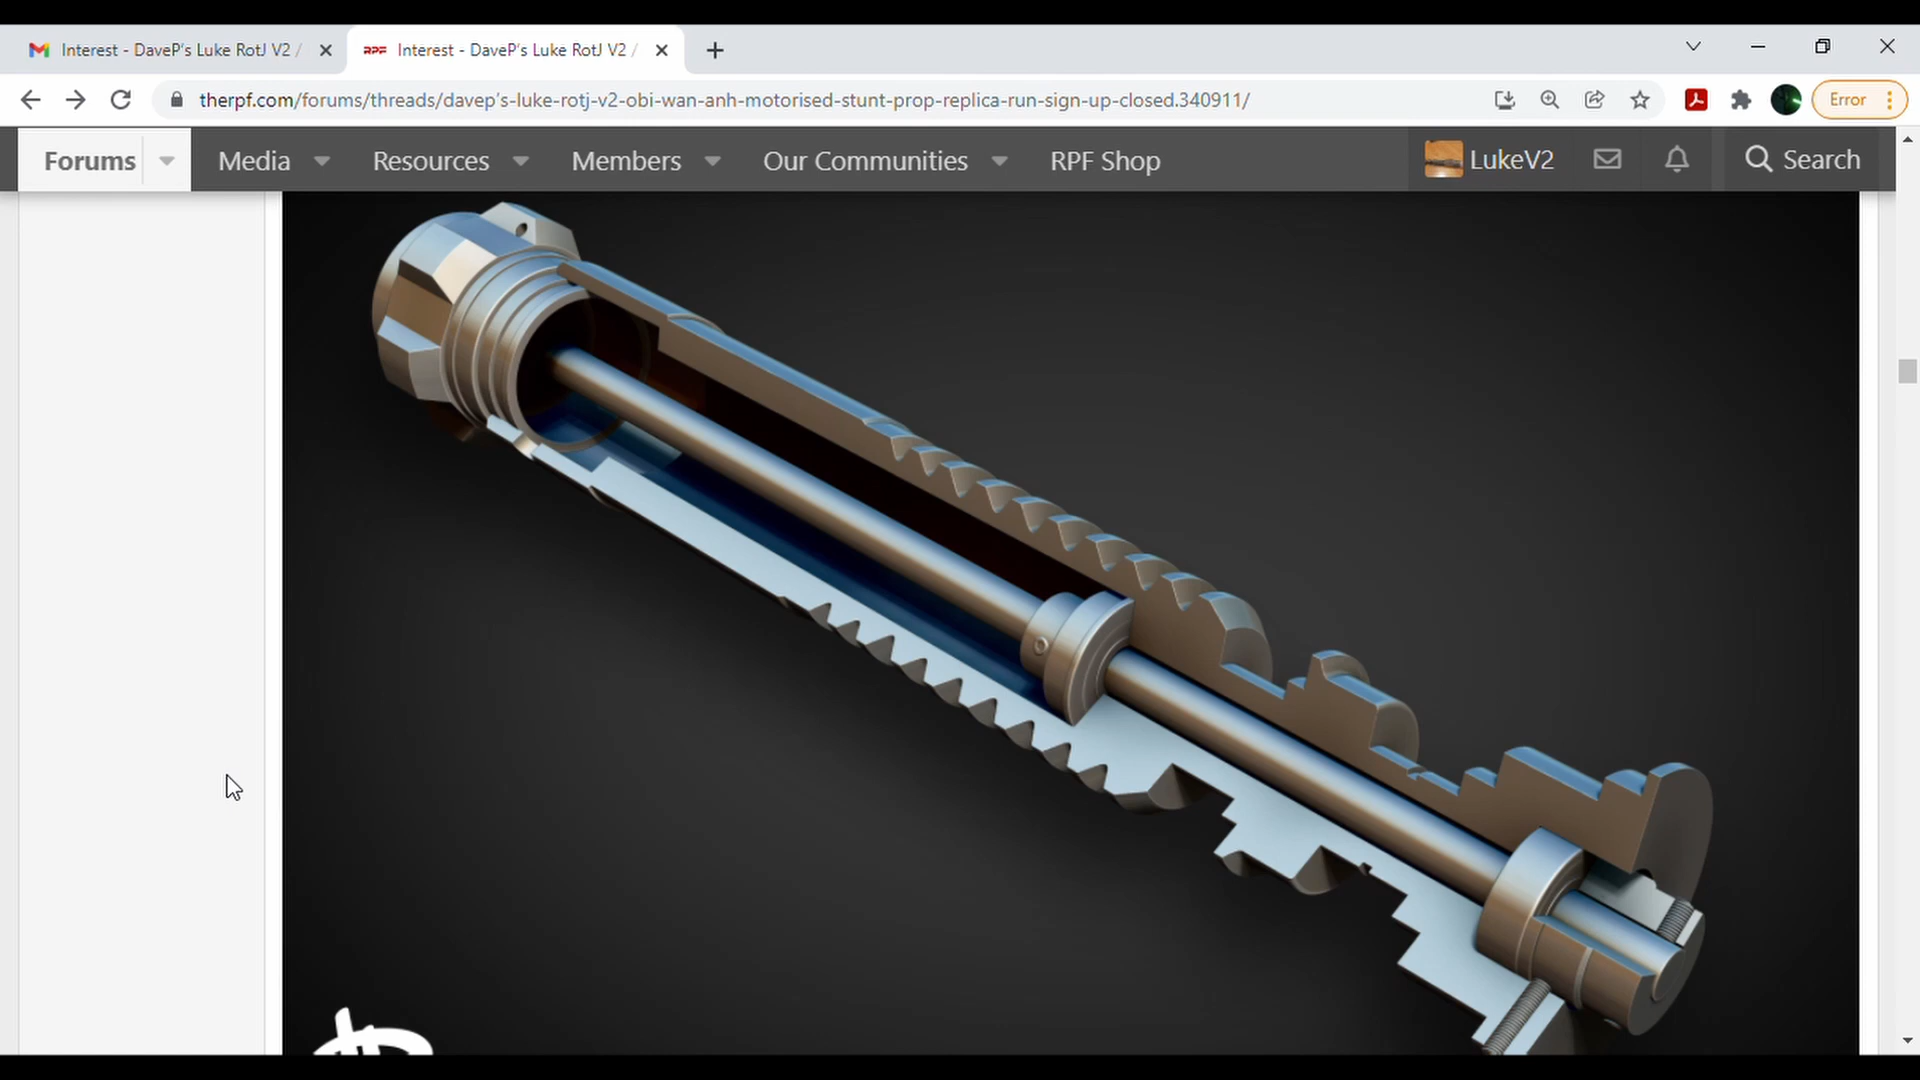 Interest - DaveP's Luke RotJ V2 /
RPF Interest - DaveP's Luke RotJ V2 /
therpf.com/forums/threads/davep's-luke-rotj-v2-obi-wan-anh-motorised-stunt-prop-replica-run-sign-up-closed.340911/
Error
Forums Media Resources Members Our Communities RPF Shop LukeV2 Search